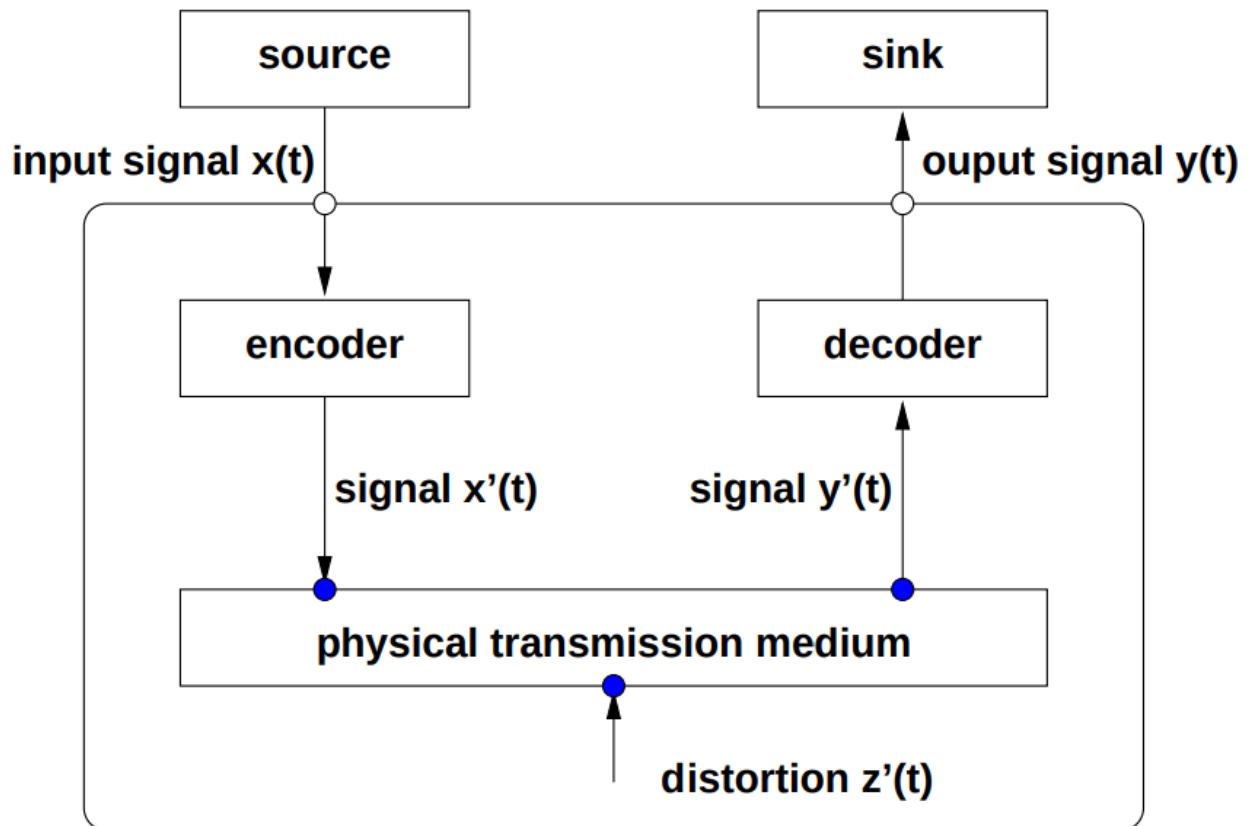 source
sink
input signal x(t)
ouput signal y(t)
encoder
decoder
signal x’(t)
signal y’(t)
physical transmission medium
distortion z’(t)